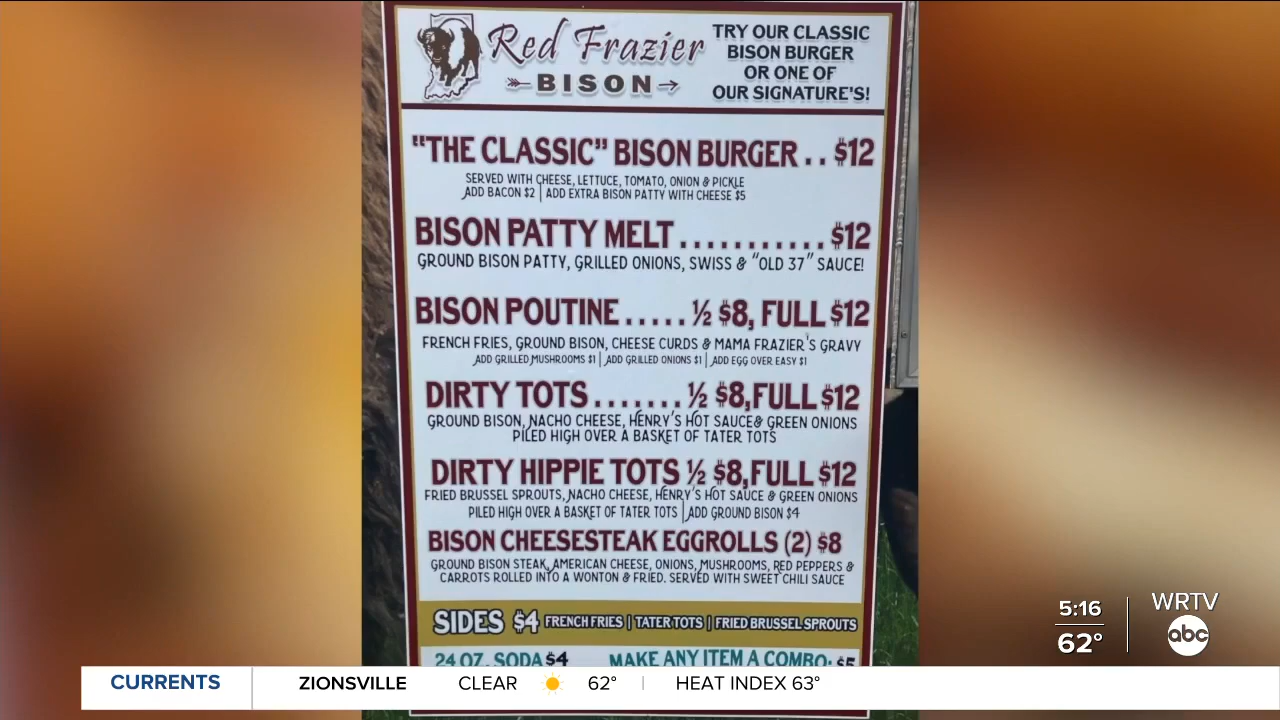 Red Frazier
BISON
TRY OUR CLASSIC
BISON BURGER
OR ONE OF
OUR SIGNATURE'S!
"THE CLASSIC" BISON BURGER . . $12
SERVED WITH CHEESE, LETTUCE, TOMATO, ONION & PICKLE
ADD BACON $2 | ADD EXTRA BISON PATTY WITH CHEESE $5
BISON PATTY MELT . . . . . . . . . . . $12
GROUND BISON PATTY, GRILLED ONIONS, SWISS & "OLD 37" SAUCE!
BISON POUTINE . . . . . ½ $8, FULL $12
FRENCH FRIES, GROUND BISON, CHEESE CURDS & MAMA FRAZIER'S GRAVY
ADD GRILLED MUSHROOMS $1 | ADD GRILLED ONIONS $1 | ADD EGG OVER EASY $1
DIRTY TOTS . . . . . . . ½ $8,FULL $12
GROUND BISON, NACHO CHEESE, HENRY'S HOT SAUCE& GREEN ONIONS
PILED HIGH OVER A BASKET OF TATER TOTS
DIRTY HIPPIE TOTS ½ $8,FULL $12
FRIED BRUSSEL SPROUTS, NACHO CHEESE, HENRY'S HOT SAUCE & GREEN ONIONS
PILED HIGH OVER A BASKET OF TATER TOTS | ADD GROUND BISON $4
BISON CHEESESTEAK EGGROLLS (2) $8
GROUND BISON STEAK, AMERICAN CHEESE, ONIONS, MUSHROOMS, RED PEPPERS &
CARROTS ROLLED INTO A WONTON & FRIED. SERVED WITH SWEET CHILI SAUCE
SIDES $4 FRENCH FRIES | TATER TOTS | FRIED BRUSSEL SPROUTS
24 OZ. SODA $4 MAKE ANY ITEM A COMBO: $5
5:16
62°
WRTV
abc
CURRENTS ZIONSVILLE CLEAR 62° | HEAT INDEX 63°